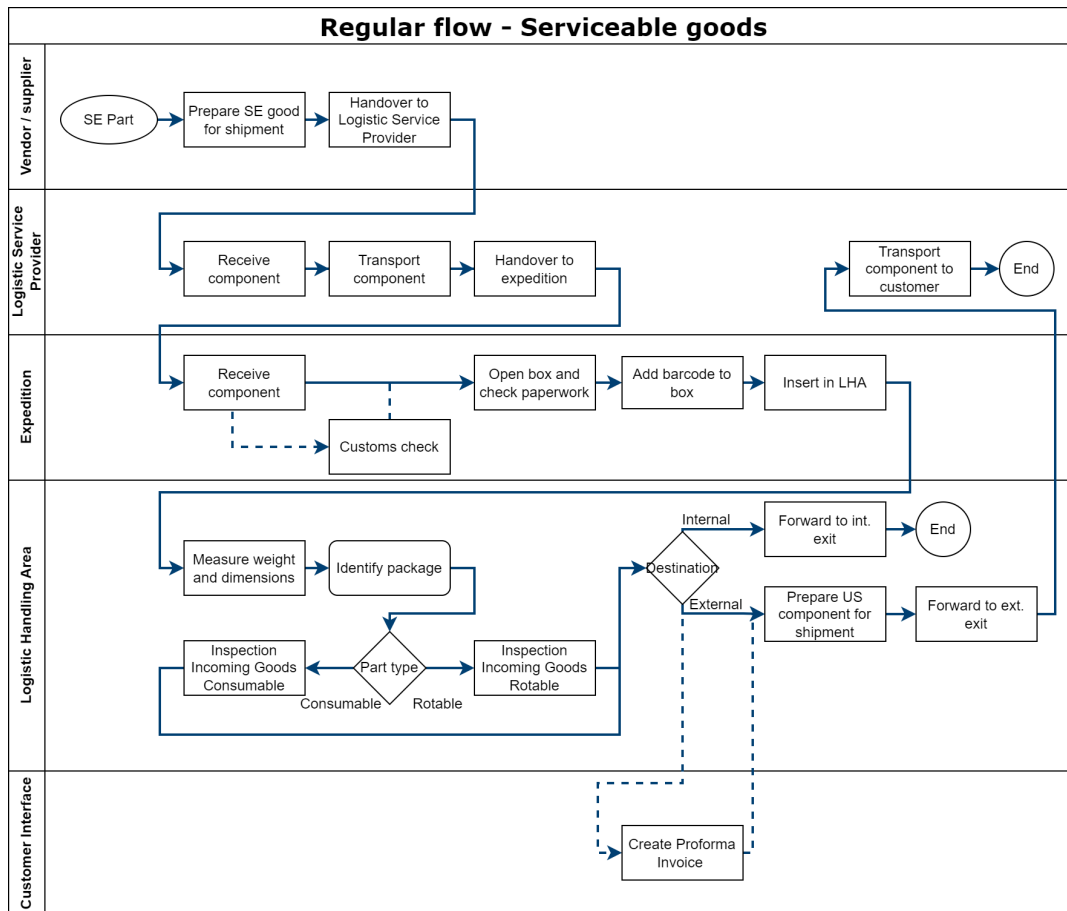 Regular flow - Serviceable goods
Vendor / supplier
SE Part
Prepare SE good
for shipment
Handover to
Logistic Service
Provider
Logistic Service
Provider
Receive
component
Transport
component
Handover to
expedition
Transport
component to
customer
End
Expedition
Receive
component
Open box and
check paperwork
Add barcode to
box
Insert in LHA
Customs check
Logistic Handling Area
Measure weight
and dimensions
Identify package
Destination
Internal
Forward to int.
exit
End
External
Prepare US
component for
shipment
Forward to ext.
exit
Inspection
Incoming Goods
Consumable
Part type
Consumable
Rotable
Inspection
Incoming Goods
Rotable
Customer Interface
Create Proforma
Invoice